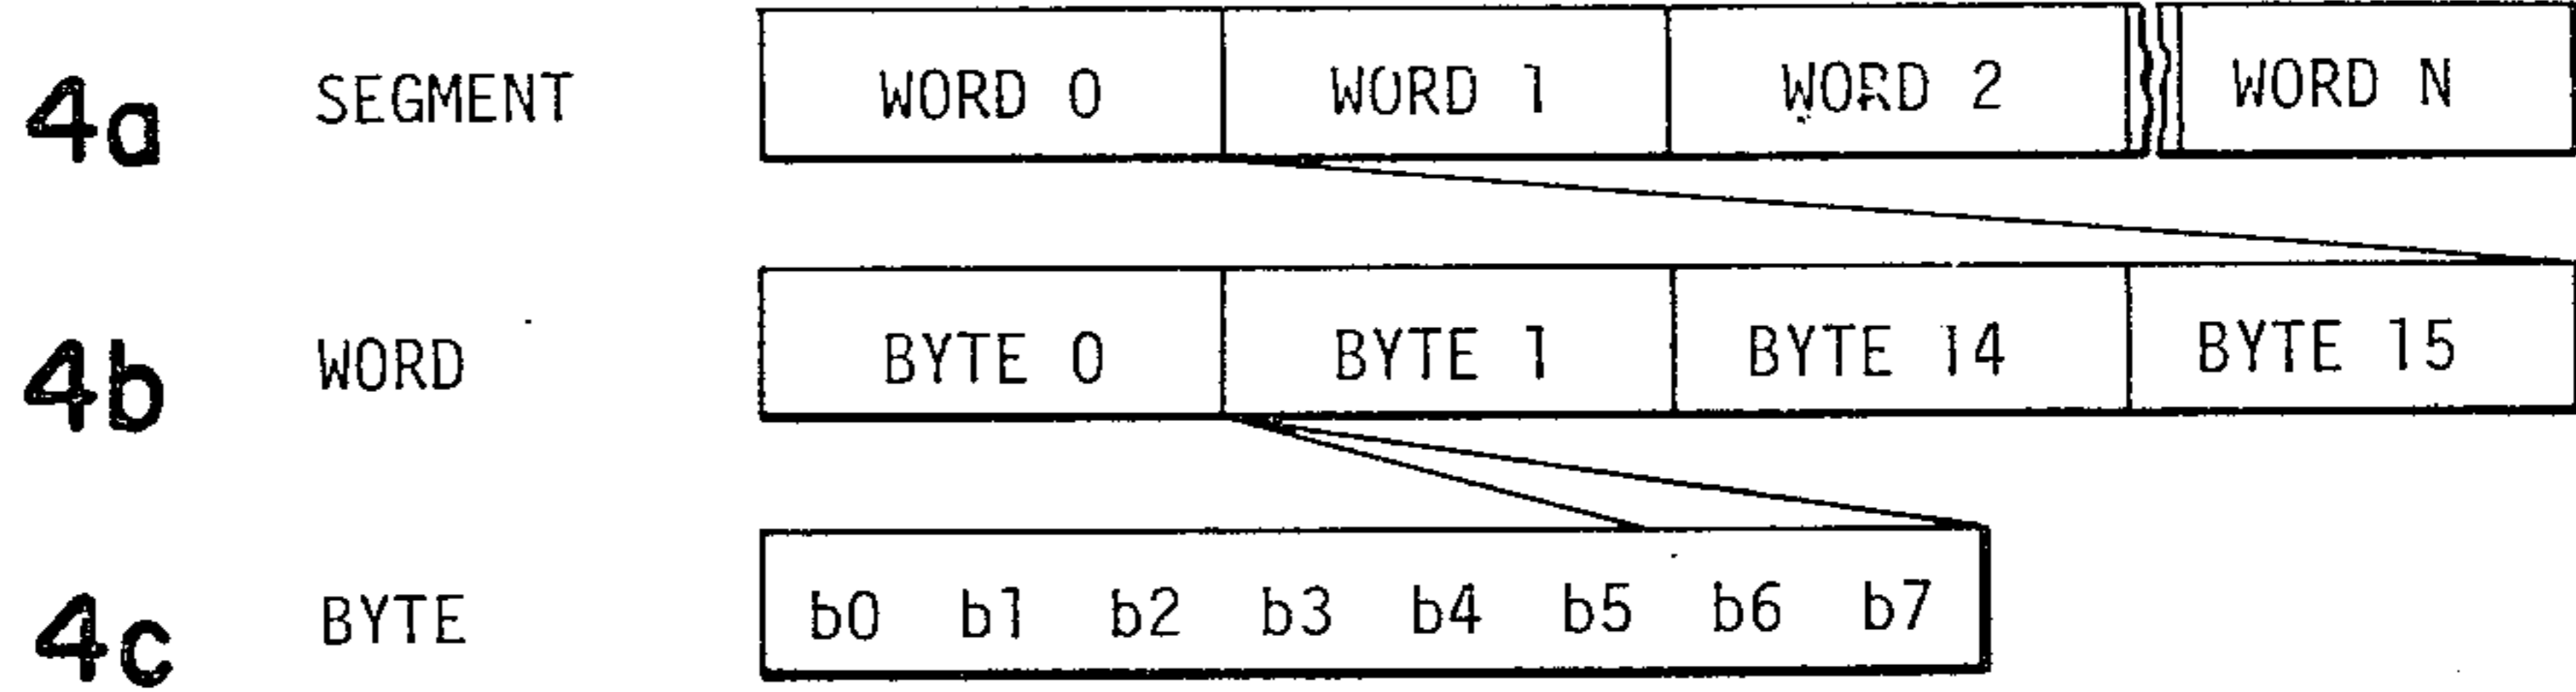 4a SEGMENT WORD 0 WORD 1 WORD 2 WORD N
4b WORD BYTE 0 BYTE 1 BYTE 14 BYTE 15
4c BYTE b0 b1 b2 b3 b4 b5 b6 b7